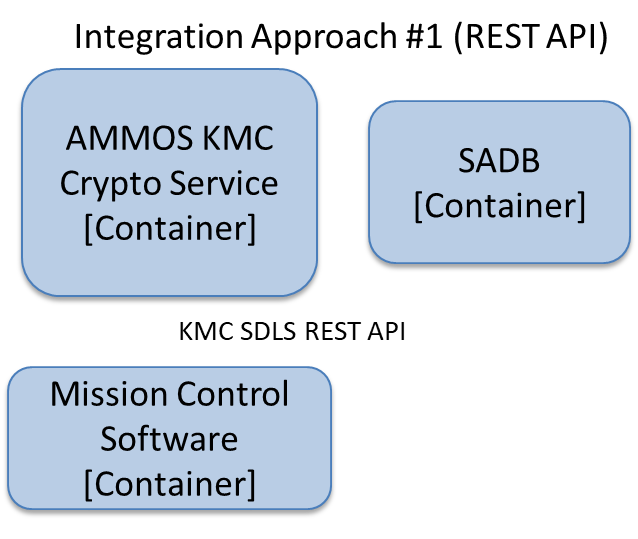 Integration Approach #1 (REST API)
AMMOS KMC
Crypto Service
[Container]
SADB
[Container]
KMC SDLS REST API
Mission Control
Software
[Container]